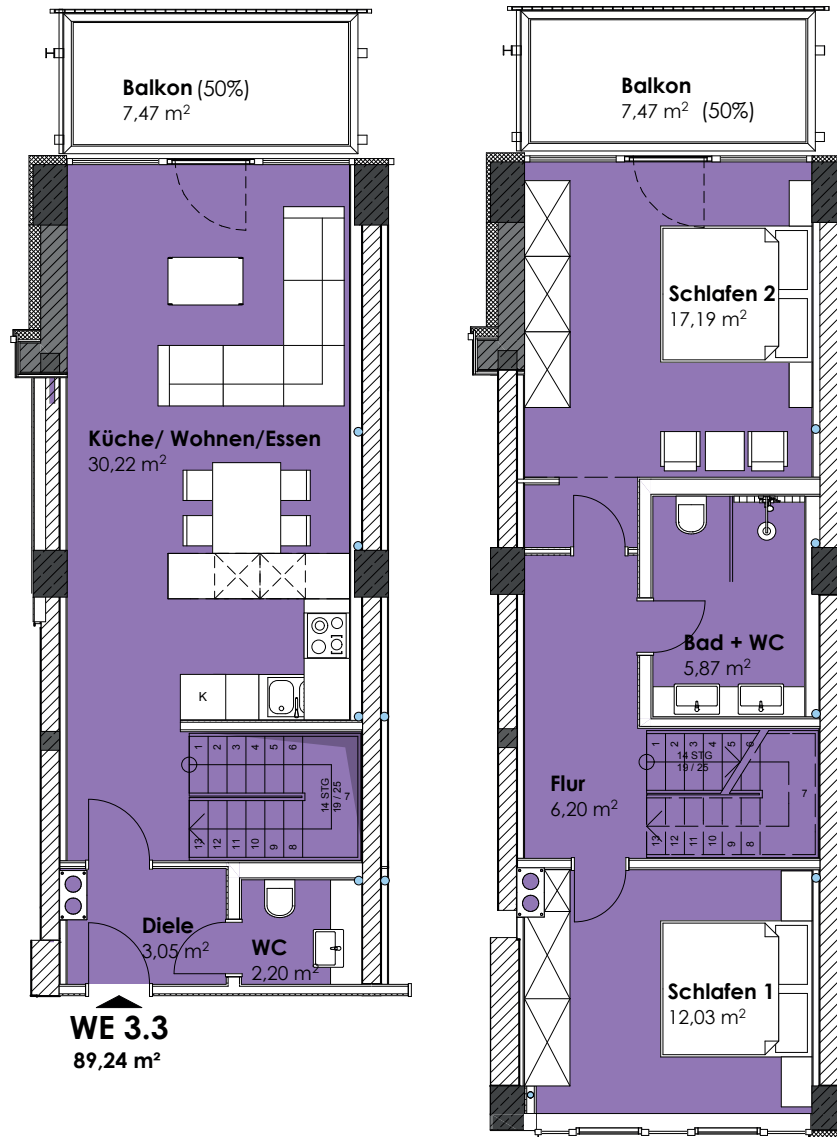 Balkon (50%)
7,47 m²
Küche/ Wohnen/Essen
30,22 m²
K
1 2 3 4 5 6
14 STG
19 / 25
7
13 12 11 10 9 8
Diele
3,05 m²
WC
2,20 m²
WE 3.3
89,24 m²
Balkon
7,47 m² (50%)
Schlafen 2
17,19 m²
Bad + WC
5,87 m²
1 2 3 4 5 6
14 STG
19 / 25
7
13 12 11 10 9 8
Flur
6,20 m²
Schlafen 1
12,03 m²